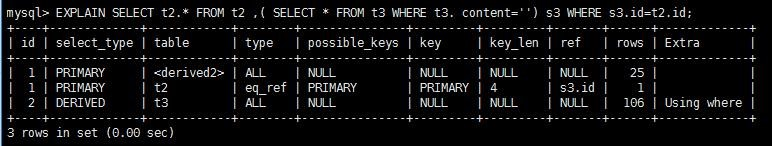 mysql> EXPLAIN SELECT t2.* FROM t2 ,( SELECT * FROM t3 WHERE t3. content='') s3 WHERE s3.id=t2.id;
+----+-------------+------------+--------+---------------+---------+---------+-------+------+-------------+
| id | select_type | table | type | possible_keys | key | key_len | ref | rows | Extra |
+----+-------------+------------+--------+---------------+---------+---------+-------+------+-------------+
| 1 | PRIMARY | <derived2> | ALL | NULL | NULL | NULL | NULL | 25 | |
| 1 | PRIMARY | t2 | eq_ref | PRIMARY | PRIMARY | 4 | s3.id | 1 | |
| 2 | DERIVED | t3 | ALL | NULL | NULL | NULL | NULL | 106 | Using where |
+----+-------------+------------+--------+---------------+---------+---------+-------+------+-------------+
3 rows in set (0.00 sec)